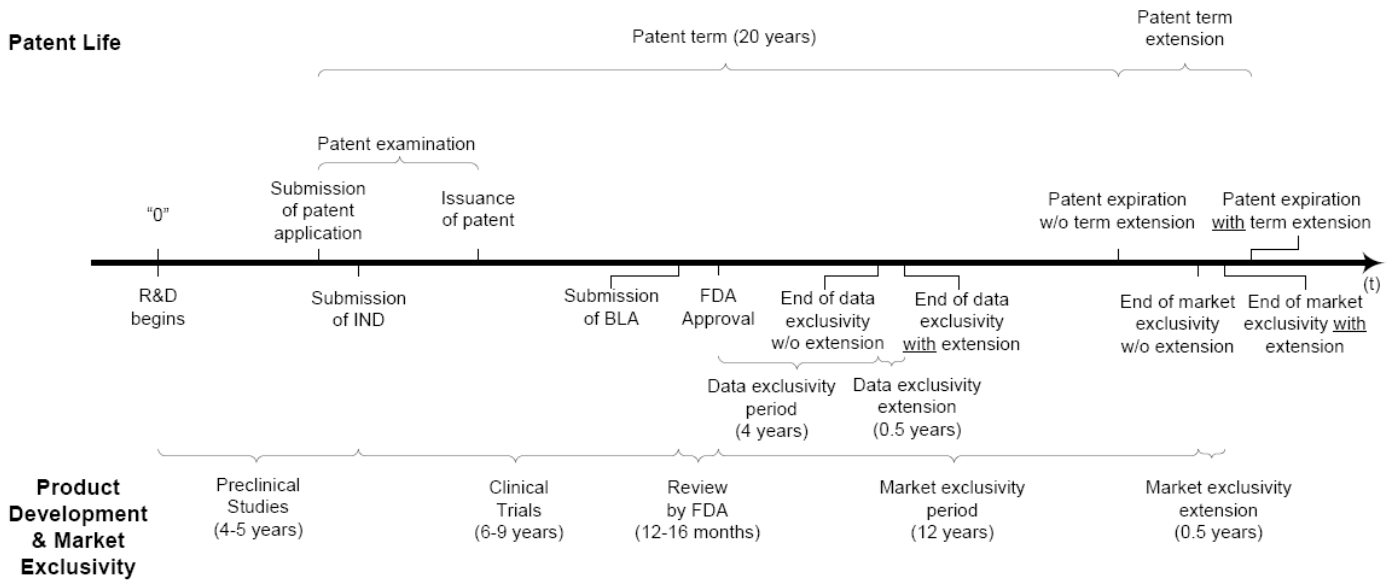 Patent Life
Patent term (20 years)
Patent term
extension
Patent examination
Submission
of patent
application
Issuance
of patent
“0”
Patent expiration
w/o term extension
Patent expiration
with term extension
(t)
R&D
begins
Submission
of IND
Submission
of BLA
FDA
Approval
End of data
exclusivity
w/o extension
End of data
exclusivity
with extension
End of market
exclusivity
w/o extension
End of market
exclusivity with
extension
Data exclusivity
period
(4 years)
Data exclusivity
extension
(0.5 years)
Product
Development
& Market
Exclusivity
Preclinical
Studies
(4-5 years)
Clinical
Trials
(6-9 years)
Review
by FDA
(12-16 months)
Market exclusivity
period
(12 years)
Market exclusivity
extension
(0.5 years)